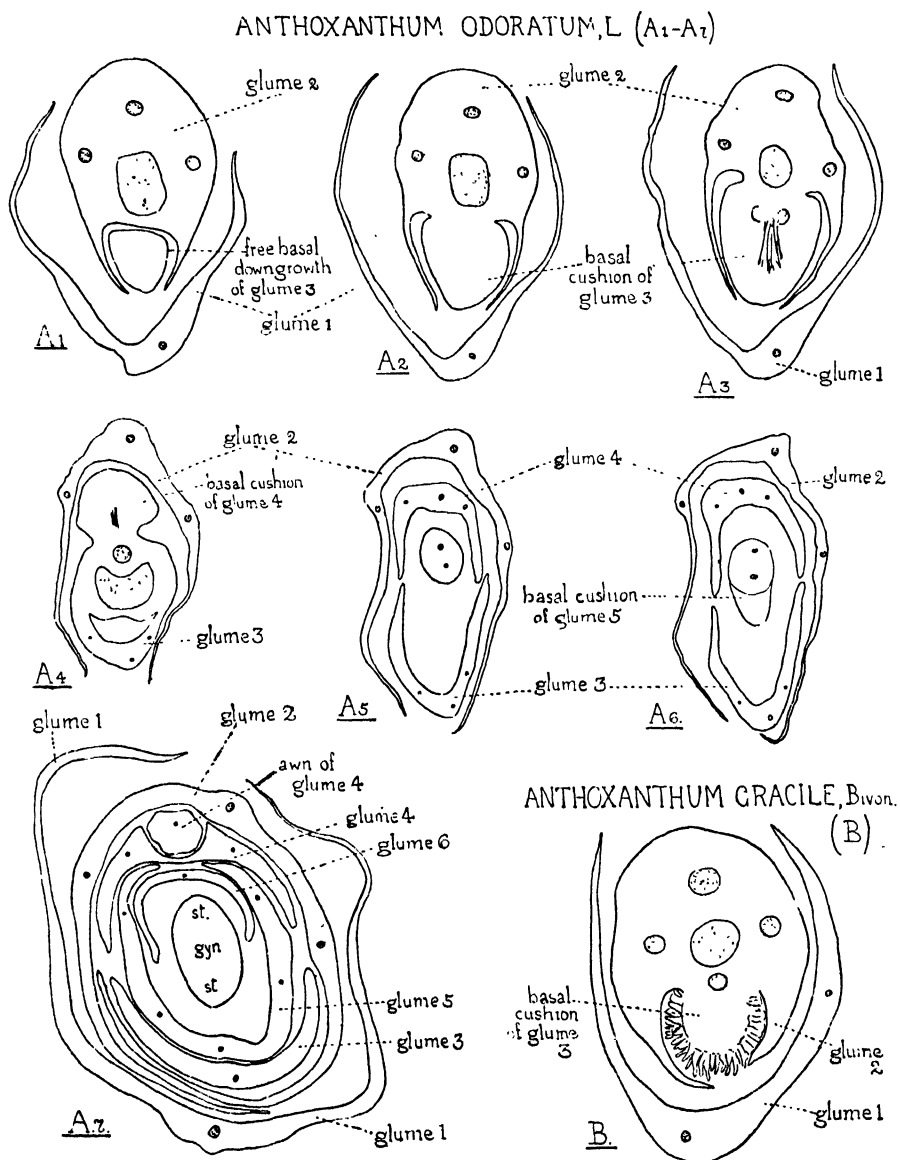 ANTHOXANTHUM ODORATUM, L (A1-A7)
glume 2
glume 2
free basal
downgrowth
of glume 3
glume 1
basal
cushion of
glume 3
glume 1
A1
A2
A3
glume 2
basal cushion
of glume 4
glume 3
glume 4
glume 2
basal cushion
of glume 5
glume 3
A4
A5
A6.
glume 1
glume 2
awn of
glume 4
glume 4
glume 6
st.
gyn
st
glume 5
glume 3
glume 1
A7.
ANTHOXANTHUM GRACILE, Bivon.
(B)
basal
cushion
of glume
3
glume
2
glume 1
B.